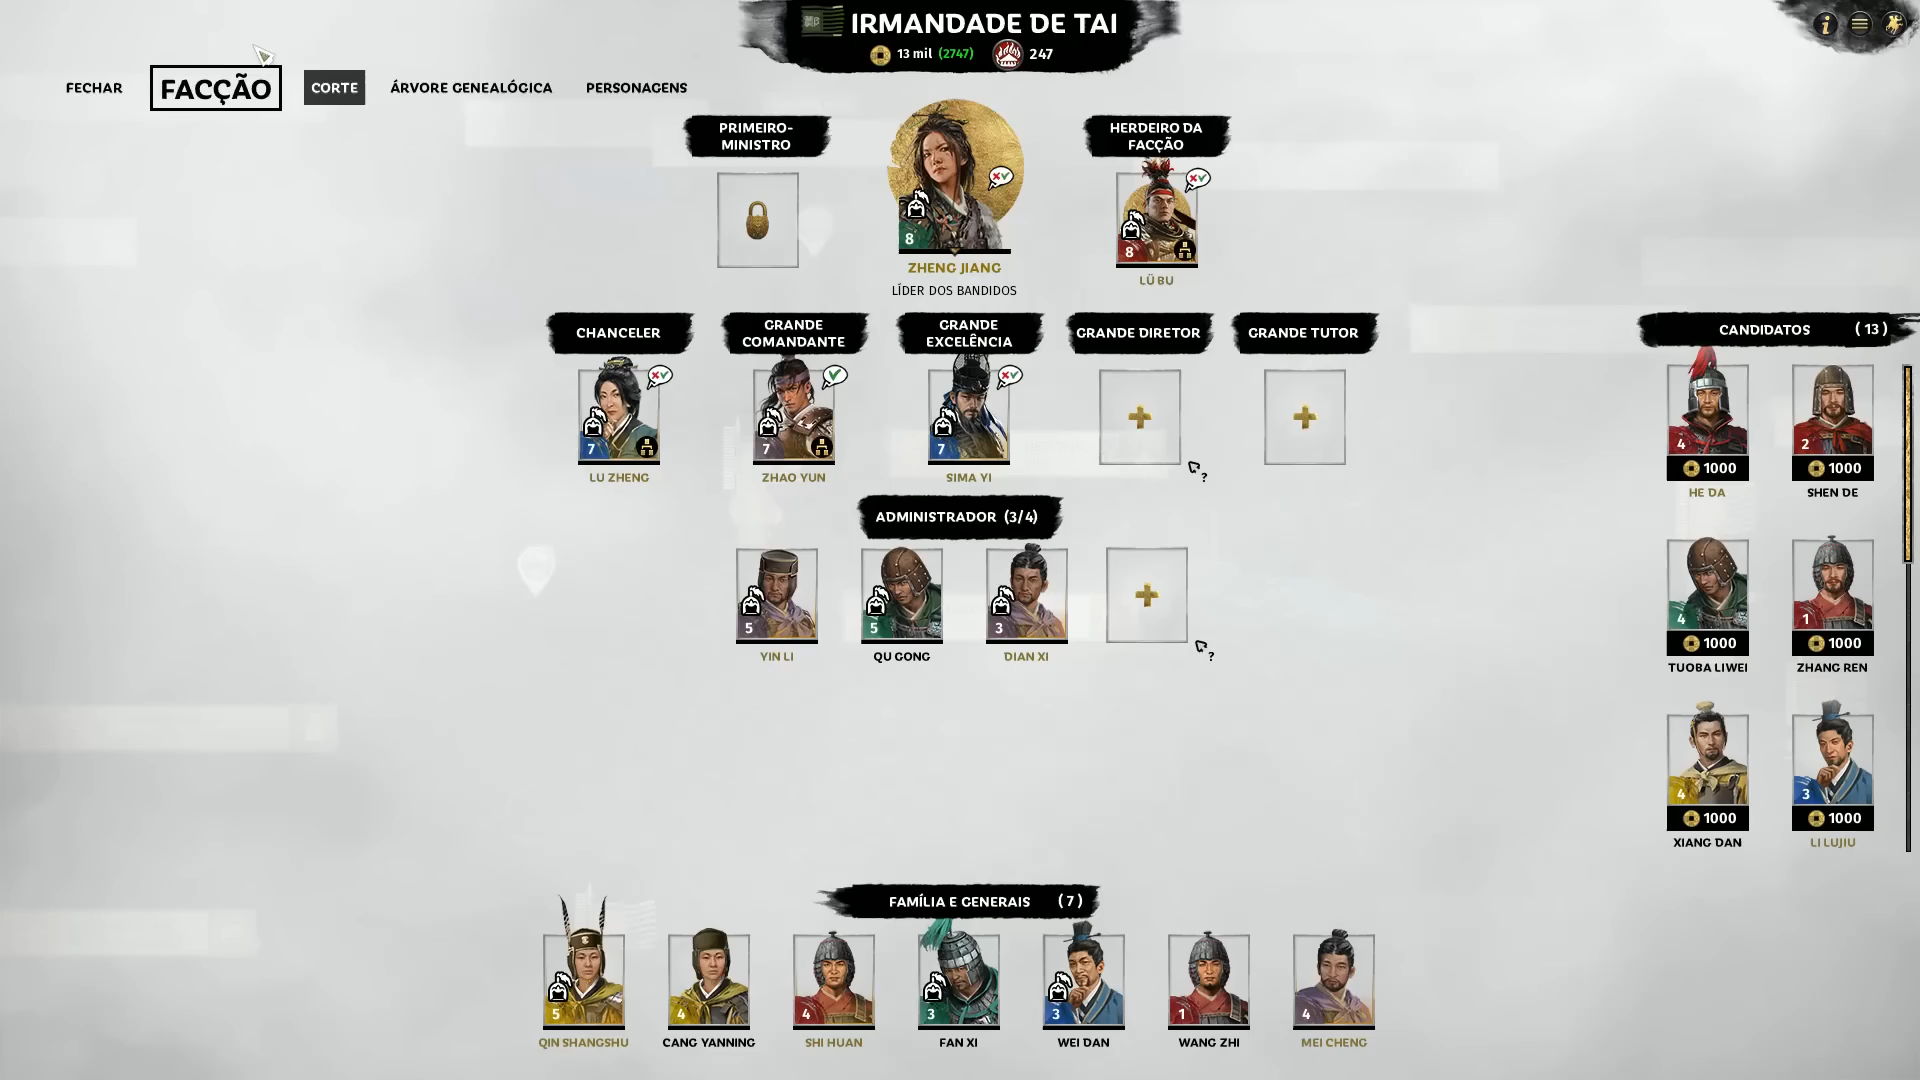 IRMANDADE DE TAI
13 mil (2747) 247
FECHAR FACÇÃO CORTE ÁRVORE GENEALÓGICA PERSONAGENS
PRIMEIRO-
MINISTRO
8
ZHENG JIANG
LÍDER DOS BANDIDOS
HERDEIRO DA
FACÇÃO
8
LÜ BU
CHANCELER
7
LU ZHENG
GRANDE
COMANDANTE
7
ZHAO YUN
GRANDE
EXCELÊNCIA
7
SIMA YI
GRANDE DIRETOR
?
GRANDE TUTOR
ADMINISTRADOR (3/4)
5
YIN LI
5
QU GONG
3
DIAN XI
?
CANDIDATOS (13)
4
1000
HE DA
2
1000
SHEN DE
4
1000
TUOBA LIWEI
1
1000
ZHANG REN
4
1000
XIANG DAN
3
1000
LI LUJIU
FAMÍLIA E GENERAIS (7)
5
QIN SHANGSHU
4
CANG YANNING
4
SHI HUAN
3
FAN XI
3
WEI DAN
1
WANG ZHI
4
MEI CHENG